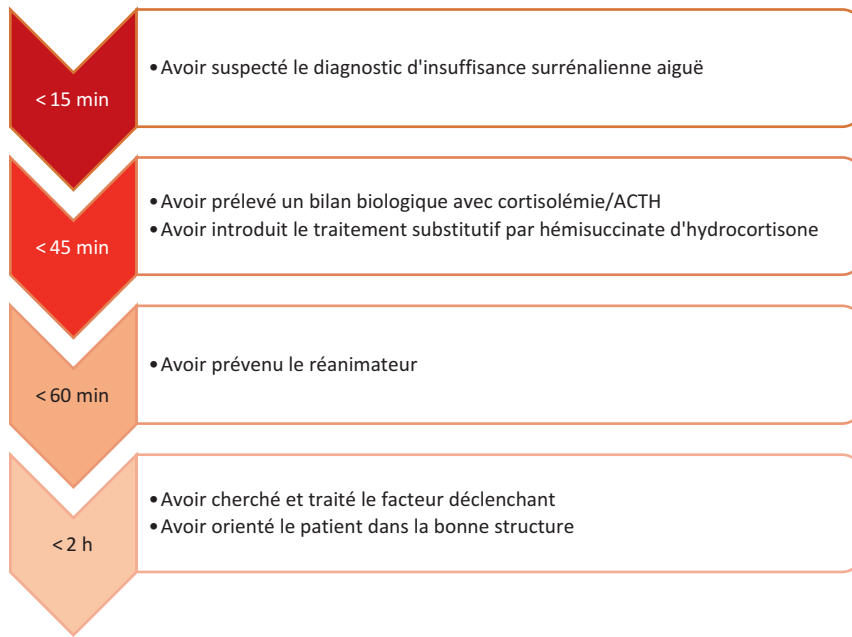 < 15 min
• Avoir suspecté le diagnostic d'insuffisance surrénalienne aiguë
< 45 min
• Avoir prélevé un bilan biologique avec cortisolémie/ACTH
• Avoir introduit le traitement substitutif par hémisuccinate d'hydrocortisone
< 60 min
• Avoir prévenu le réanimateur
< 2 h
• Avoir cherché et traité le facteur déclenchant
• Avoir orienté le patient dans la bonne structure